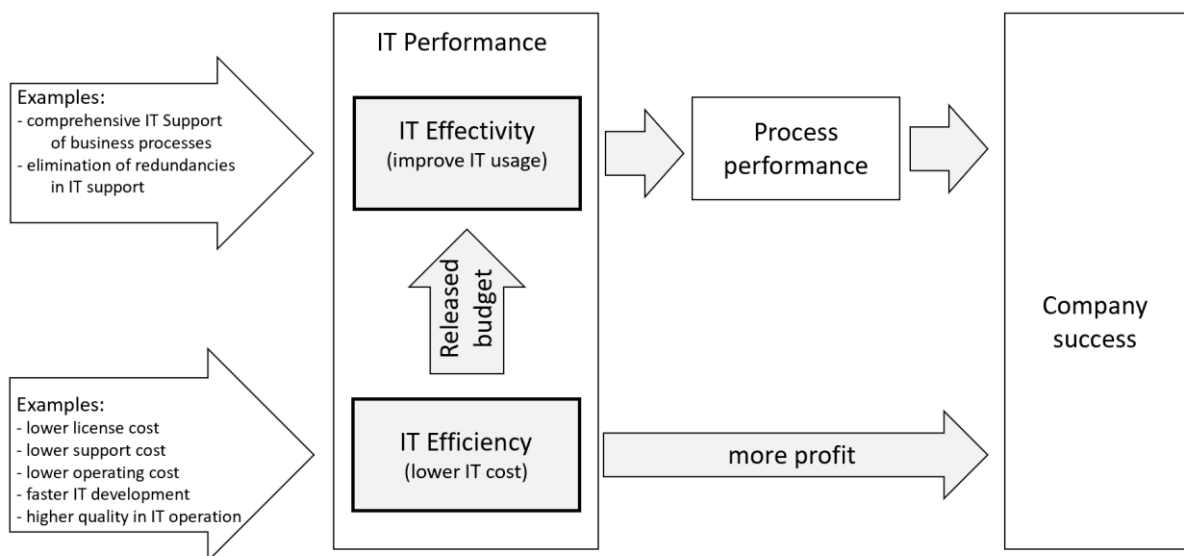 IT Performance
Examples:
- comprehensive IT Support
of business processes
- elimination of redundancies
in IT support
IT Effectivity
(improve IT usage)
Process
performance
Released
budget
Company
success
Examples:
- lower license cost
- lower support cost
- lower operating cost
- faster IT development
- higher quality in IT operation
IT Efficiency
(lower IT cost)
more profit